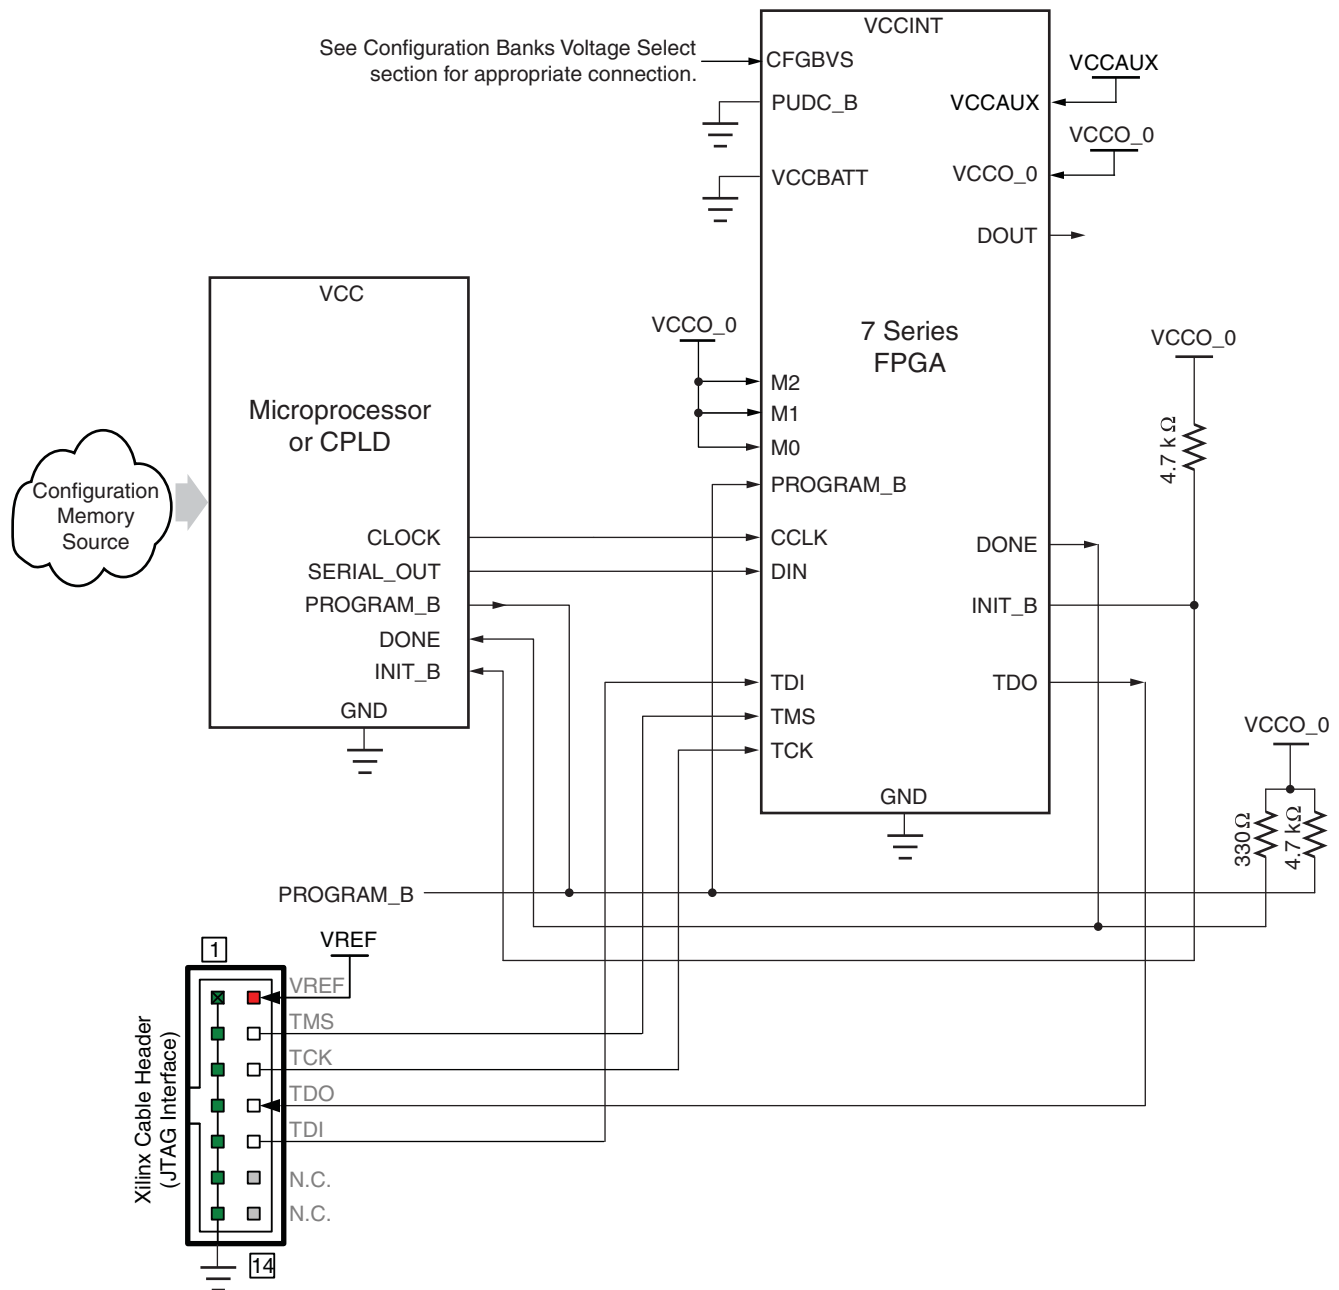 VCCINT
See Configuration Banks Voltage Select
section for appropriate connection.
CFGBVS
VCCAUX
PUDC_B
VCCAUX
VCCO_0
VCCBATT
VCCO_0
DOUT
VCC
VCCO_0
7 Series
FPGA
VCCO_0
M2
Microprocessor
or CPLD
M1
M0
4.7 k Ω
Configuration
Memory
Source
PROGRAM_B
CLOCK
CCLK
DONE
SERIAL_OUT
DIN
PROGRAM_B
INIT_B
DONE
INIT_B
TDI
TDO
GND
TMS
VCCO_0
TCK
GND
330Ω
4.7 kΩ
PROGRAM_B
1
VREF
VREF
TMS
TCK
TDO
TDI
N.C.
N.C.
Xilinx Cable Header
(JTAG Interface)
14